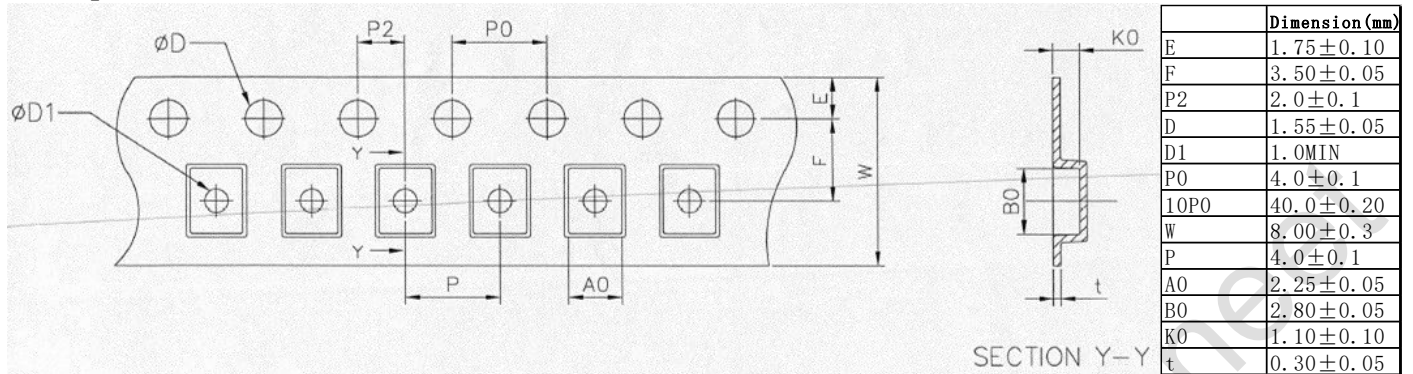 P2
P0
K0
øD
øD1
E
F
W
Y
Y
B0
P
A0
t
SECTION Y-Y
Dimension(mm)
E 1.75±0.10
F 3.50±0.05
P2 2.0±0.1
D 1.55±0.05
D1 1.0MIN
P0 4.0±0.1
10P0 40.0±0.20
W 8.00±0.3
P 4.0±0.1
A0 2.25±0.05
B0 2.80±0.05
K0 1.10±0.10
t 0.30±0.05